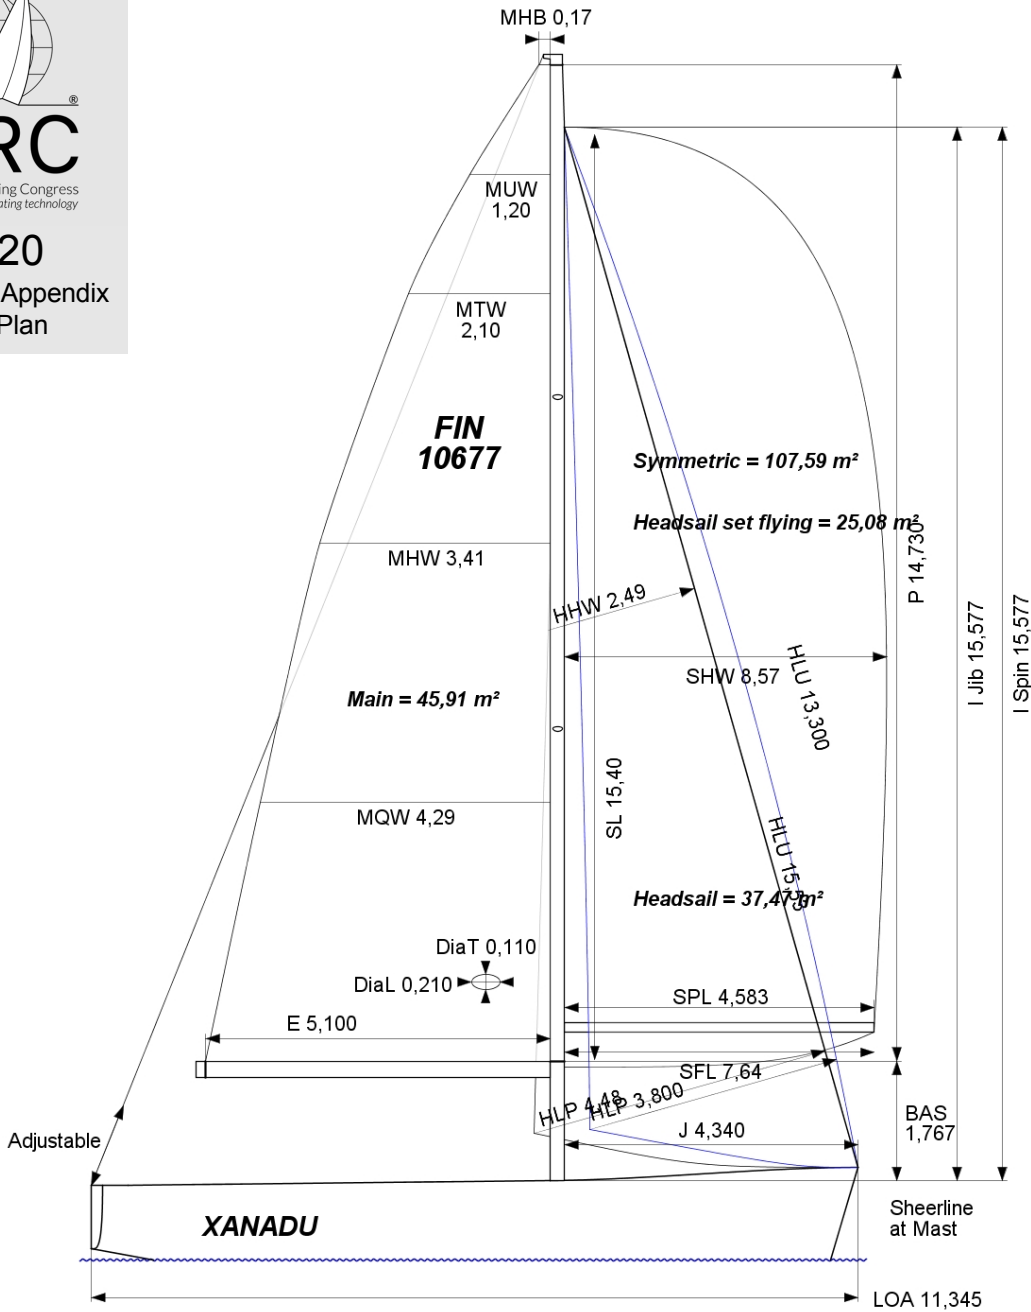 MHB 0,17
®
RC
ing Congress
ating technology
20
Appendix
Plan
MUW
1,20
MTW
2,10
FIN
10677
Symmetric = 107,59 m²
Headsail set flying = 25,08 m²
P 14,730
MHW 3,41
HHW 2,49
I Jib 15,577
I Spin 15,577
SHW 8,57
HLU 13,300
Main = 45,91 m²
SL 15,40
MQW 4,29
HLU 15,55
Headsail = 37,47 m²
DiaT 0,110
DiaL 0,210
SPL 4,583
E 5,100
SFL 7,64
HLP 4,48
HLP 3,800
BAS
1,767
J 4,340
Adjustable
Sheerline
at Mast
XANADU
LOA 11,345